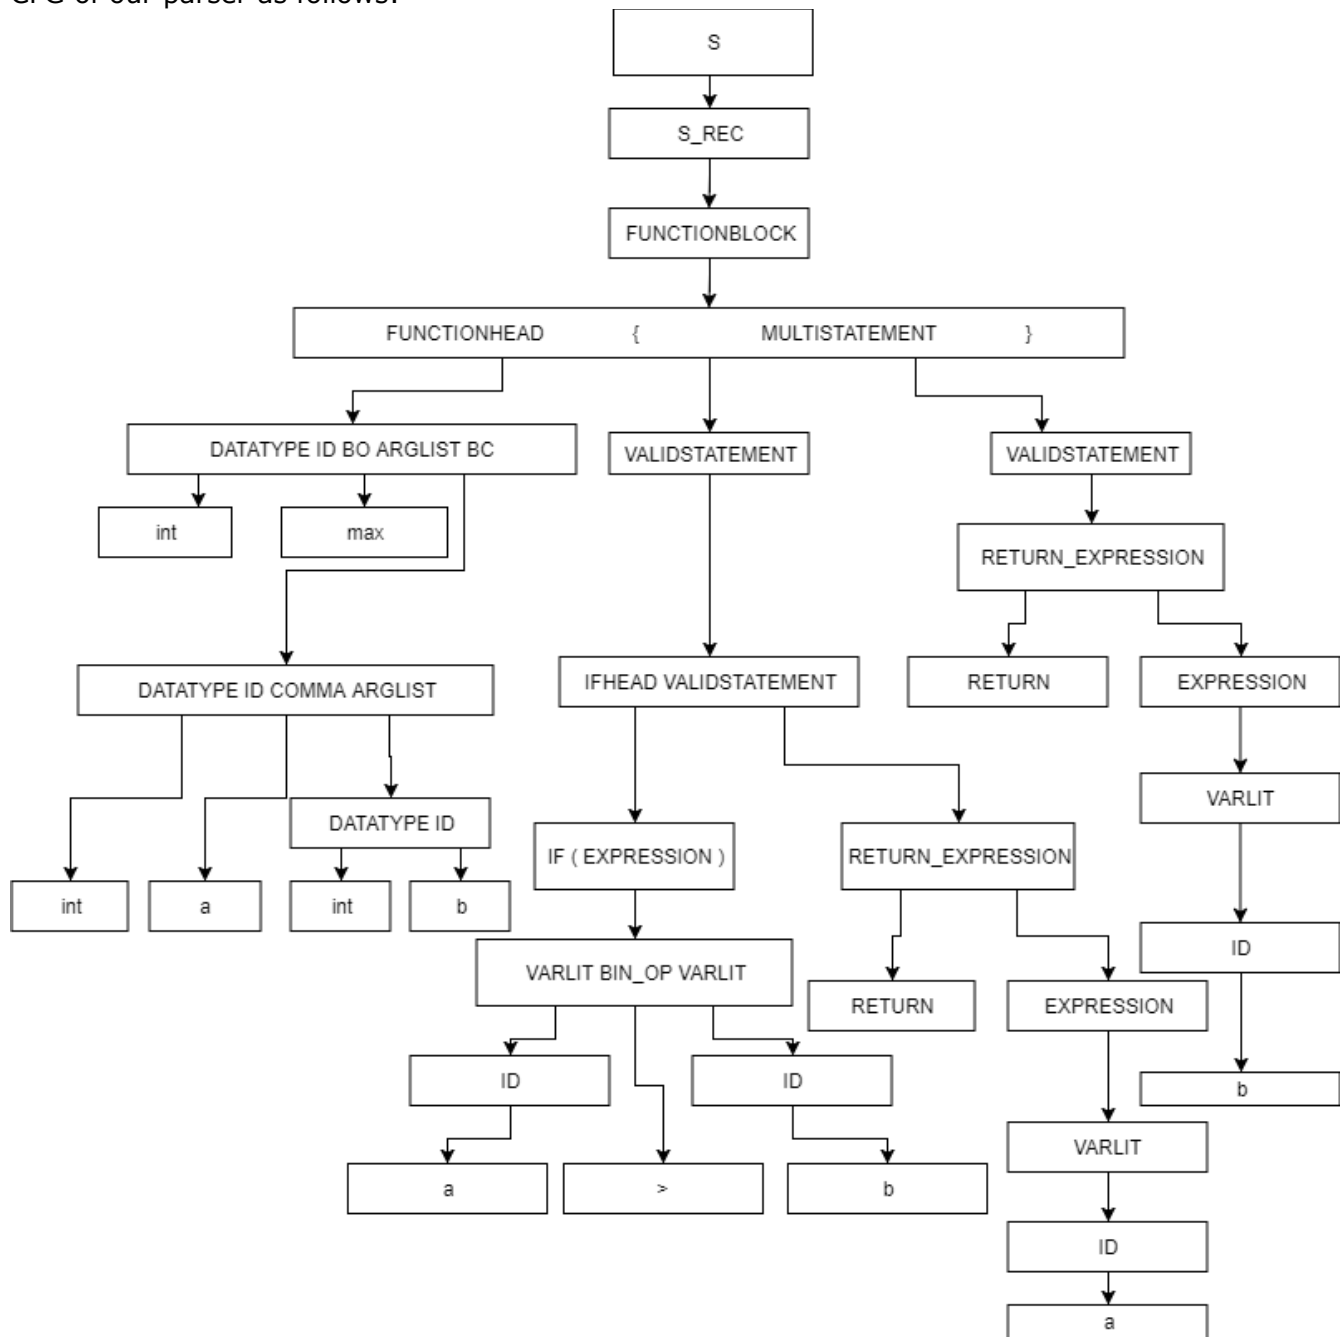 CFG of our parser as follows:
S
S_REC
FUNCTIONBLOCK
FUNCTIONHEAD { MULTISTATEMENT }
DATATYPE ID BO ARGLIST BC
VALIDSTATEMENT
VALIDSTATEMENT
int
max
RETURN_EXPRESSION
DATATYPE ID COMMA ARGLIST
IFHEAD VALIDSTATEMENT
RETURN
EXPRESSION
VARLIT
DATATYPE ID
IF ( EXPRESSION )
RETURN_EXPRESSION
int
a
int
b
ID
VARLIT BIN_OP VARLIT
RETURN
EXPRESSION
ID
ID
b
VARLIT
a
>
b
ID
a